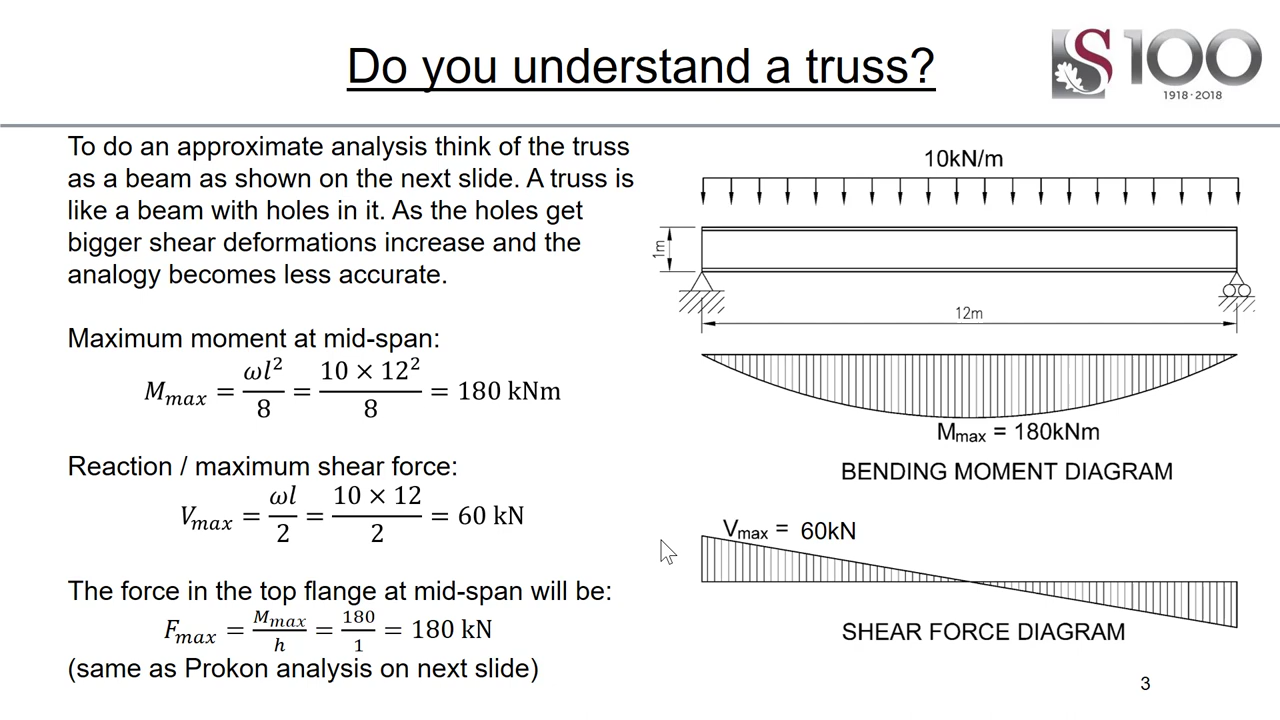 Do you understand a truss?
S100
1918 · 2018
To do an approximate analysis think of the truss
as a beam as shown on the next slide. A truss is
like a beam with holes in it. As the holes get
bigger shear deformations increase and the
analogy becomes less accurate.
Maximum moment at mid-span:
M_max = ωl²/8 = 10 × 12²/8 = 180 kNm
Reaction / maximum shear force:
V_max = ωl/2 = 10 × 12/2 = 60 kN
The force in the top flange at mid-span will be:
F_max = M_max/h = 180/1 = 180 kN
(same as Prokon analysis on next slide)
10kN/m
1m
12m
M_max = 180kNm
BENDING MOMENT DIAGRAM
V_max = 60kN
SHEAR FORCE DIAGRAM
3